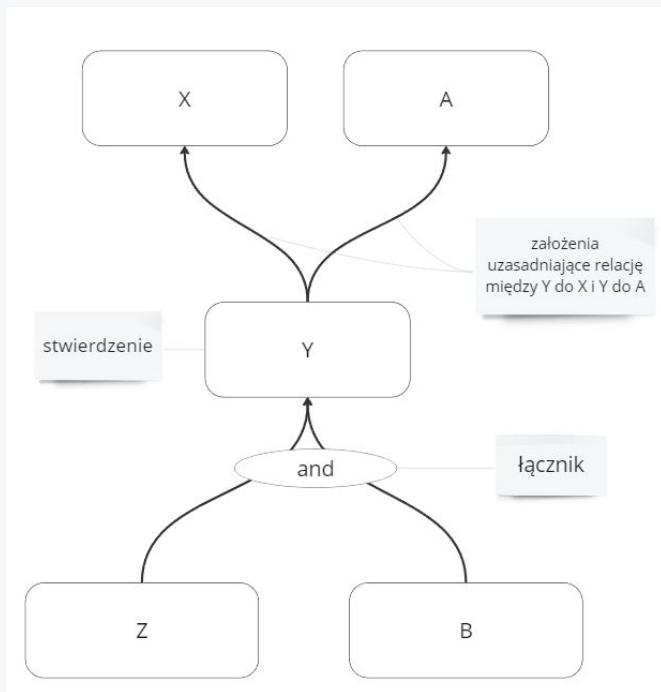 X
A
założenia
uzasadniające relację
między Y do X i Y do A
stwierdzenie
Y
and
łącznik
Z
B